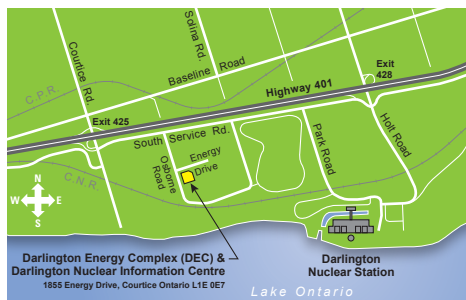 Courtice Rd.
Solina Rd.
Baseline Road
C.P.R.
Exit 428
Highway 401
Exit 425
South Service Rd.
Park Road
Holt Road
Energy Drive
Osborne Road
C.N.R.
N
W E
S
Darlington Energy Complex (DEC) &
Darlington Nuclear Information Centre
1855 Energy Drive, Courtice Ontario L1E 0E7
Darlington
Nuclear Station
Lake Ontario